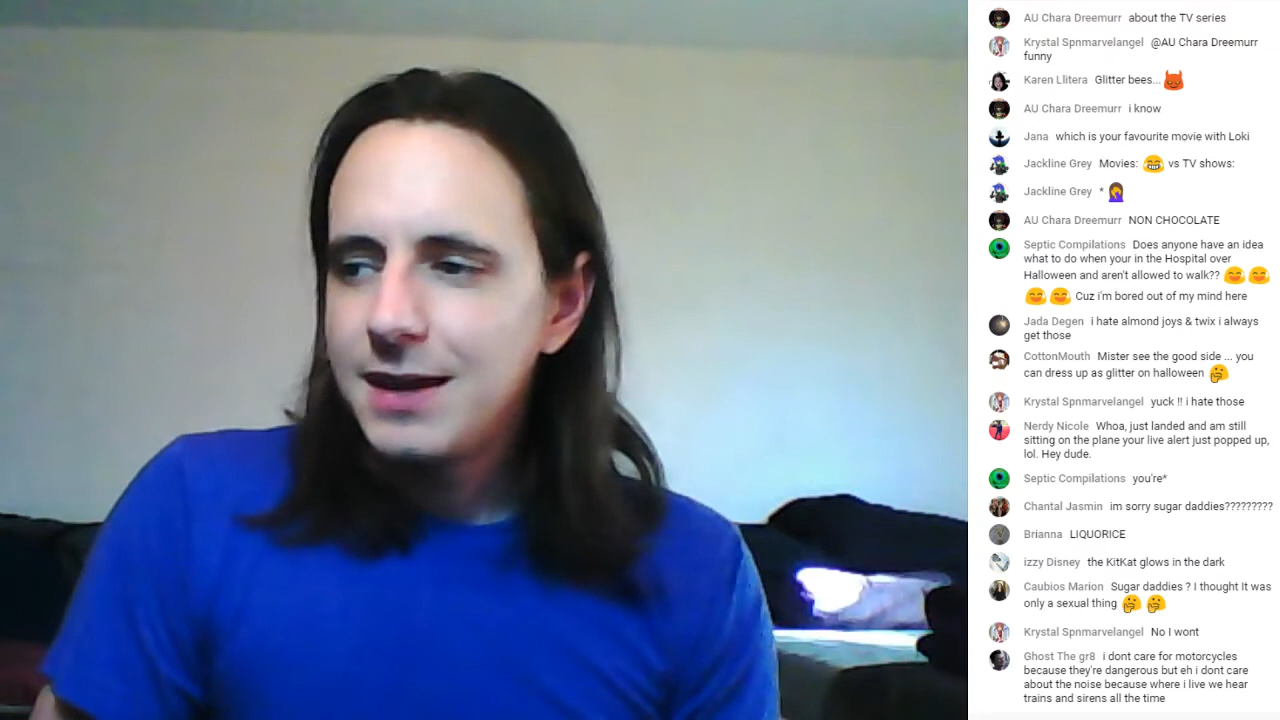 AU Chara Dreemurr about the TV series
Krystal Spnmarvelangel @AU Chara Dreemurr
funny
Karen Llitera Glitter bees...
AU Chara Dreemurr i know
Jana which is your favourite movie with Loki
Jackline Grey Movies: 😂 vs TV shows:
Jackline Grey * 🤦
AU Chara Dreemurr NON CHOCOLATE
Septic Compilations Does anyone have an idea
what to do when your in the Hospital over
Halloween and aren't allowed to walk??
Cuz i'm bored out of my mind here
Jada Degen i hate almond joys & twix i always
get those
CottonMouth Mister see the good side ... you
can dress up as glitter on halloween 🤔
Krystal Spnmarvelangel yuck !! i hate those
Nerdy Nicole Whoa, just landed and am still
sitting on the plane your live alert just popped up,
lol. Hey dude.
Septic Compilations you're*
Chantal Jasmin im sorry sugar daddies?????????
Brianna LIQUORICE
izzy Disney the KitKat glows in the dark
Caubios Marion Sugar daddies ? I thought It was
only a sexual thing 🤔 🤔
Krystal Spnmarvelangel No I wont
Ghost The gr8 i dont care for motorcycles
because they're dangerous but eh i dont care
about the noise because where i live we hear
trains and sirens all the time